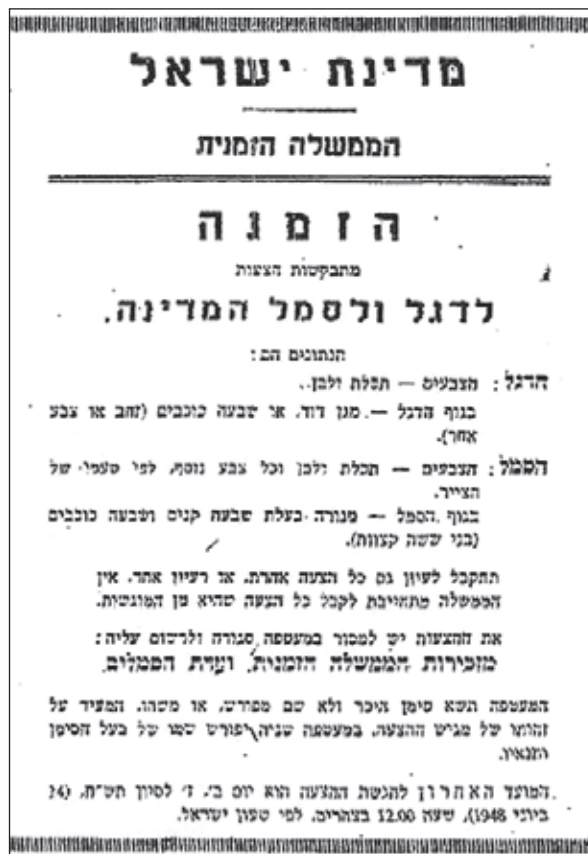 מדינת ישראל
הממשלה הזמנית
הזמנה
מתבקשות הצעות
לדגל ולסמל המדינה.
הנתונים הם:
הדגל: הצבעים — תכלת ולבן.
בגוף הדגל — מגן דוד, או שבעה כוכבים (זהב או צבע
אחר).
הסמל: הצבעים — תכלת ולבן וכל צבע נוסף, לפי טעמו של
הצייר.
בגוף הסמל — מנורה בעלת שבעה קנים ושבעה כוכבים
(בני ששת קצוות).
תתקבל לעיון גם כל הצעה אחרת, או רעיון אחר. אין
הממשלה מתחייבת לקבל כל הצעה שהיא מן המוגשות.
את ההצעות יש למסור במעטפה סגורה ולרשום עליה:
מזכירות הממשלה הזמנית, ועדת הסמלים.
המעטפה תשא סימן היכר ולא שם מפורש, או משהו, המעיד על
זהותו של מגיש ההצעה. במעטפה שניה יפורש שמו של בעל הסימן
ותנאיו.
המועד האחרון להגשת ההצעה הוא יום ב', ז' לסיון תש"ח, (14
ביוני 1948), שעה 12.00 בצהרים, לפי שעון ישראל.